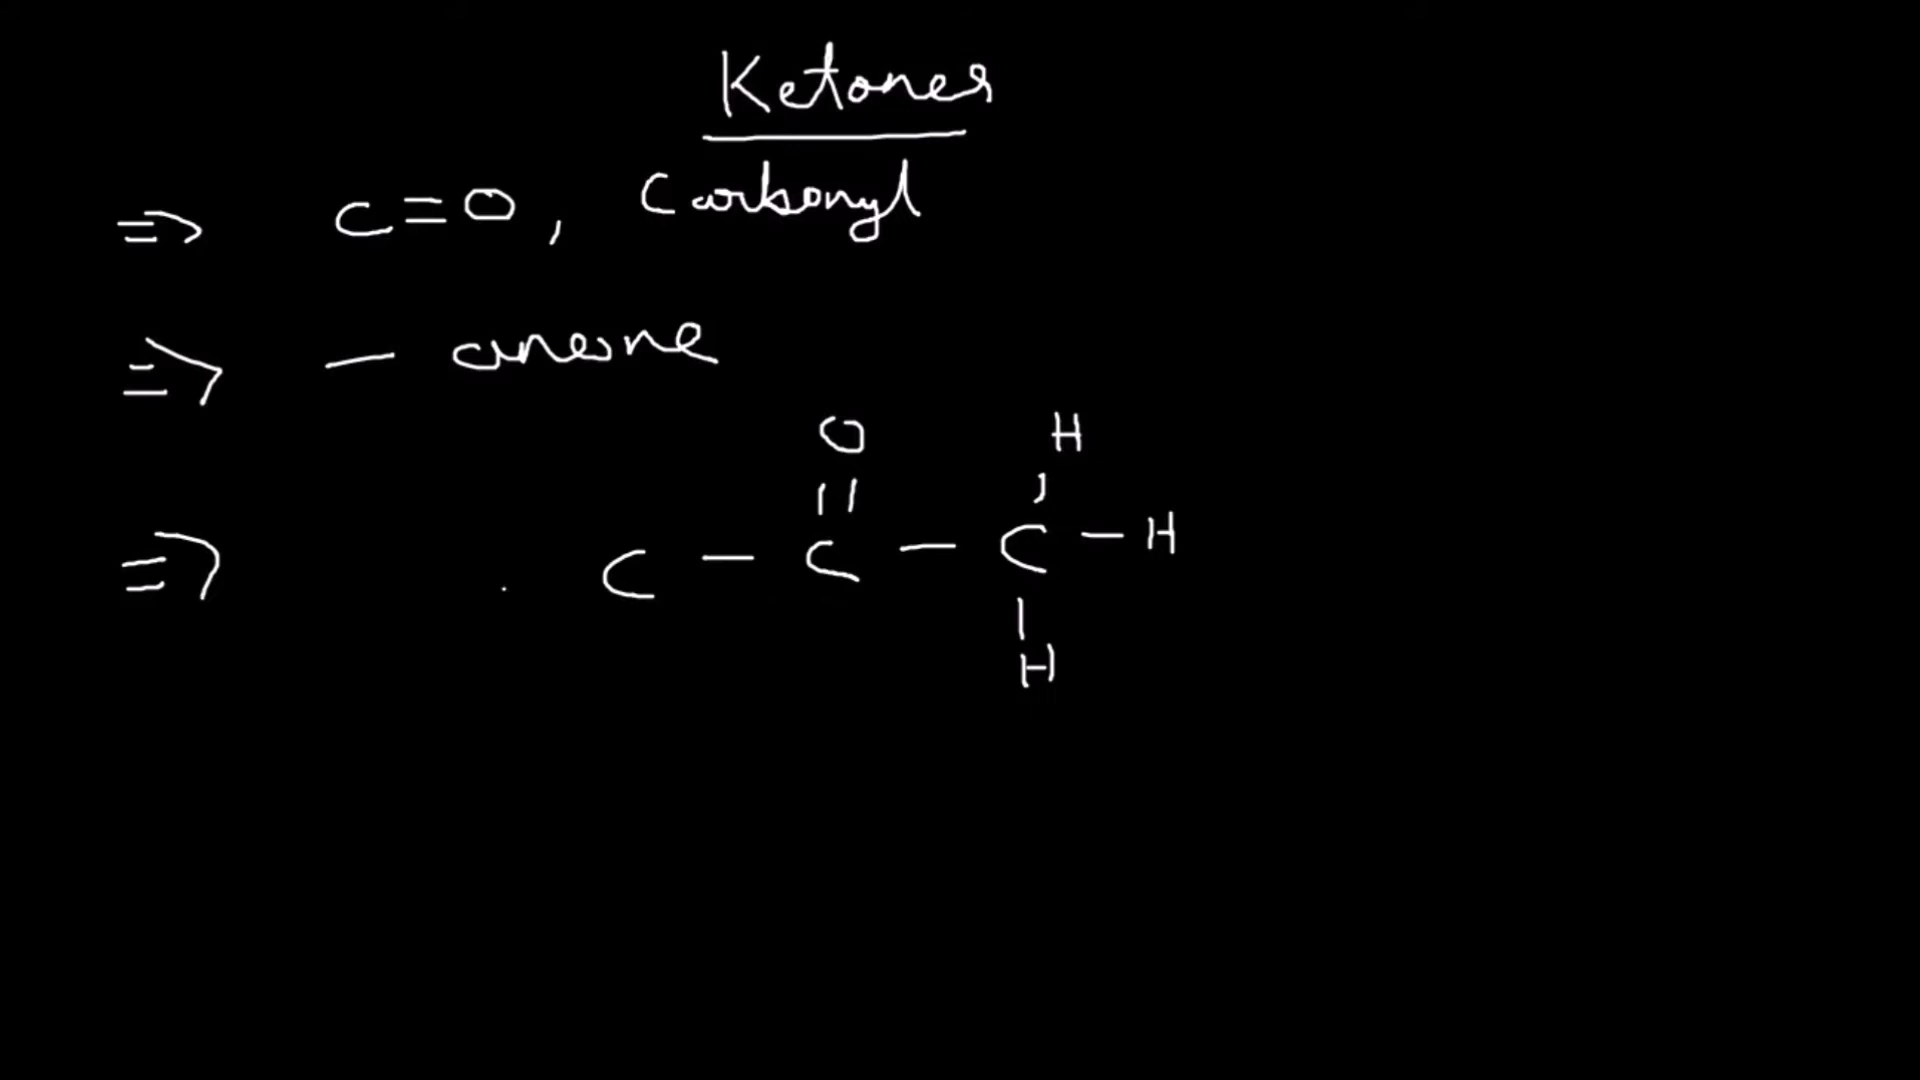 Ketones
=> C=O, Carbonyl
=> - anone
O H
|| |
=> C - C - C - H
|
H